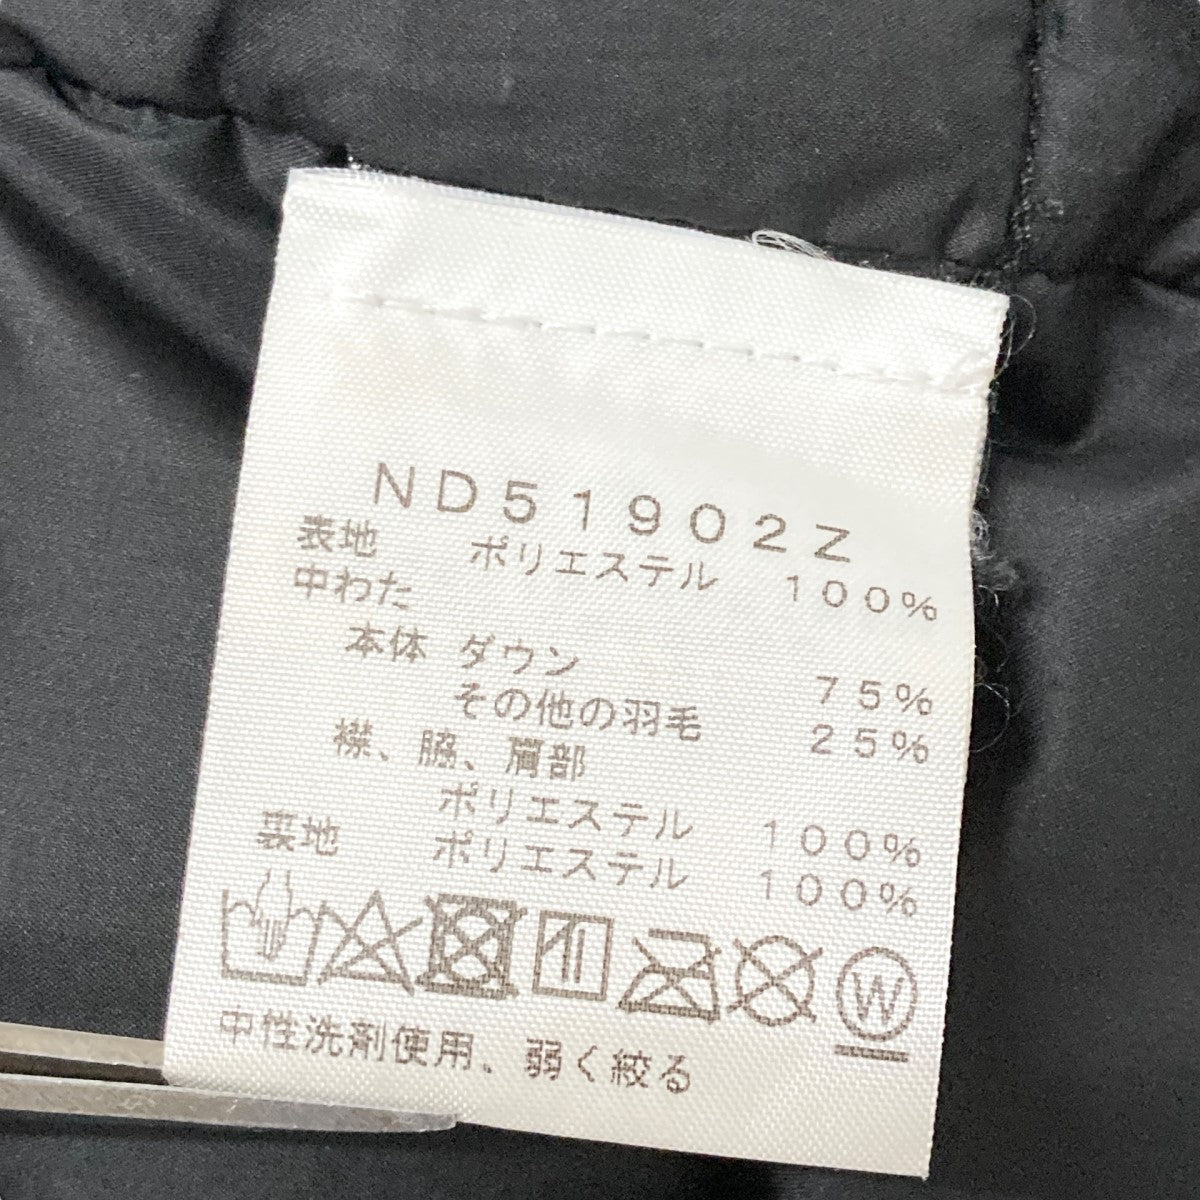 ND51902Z
表地 ポリエステル 100%
中わた
本体 ダウン 75%
その他の羽毛 25%
襟、脇、肩部
ポリエステル 100%
裏地 ポリエステル 100%
W
中性洗剤使用、弱く絞る